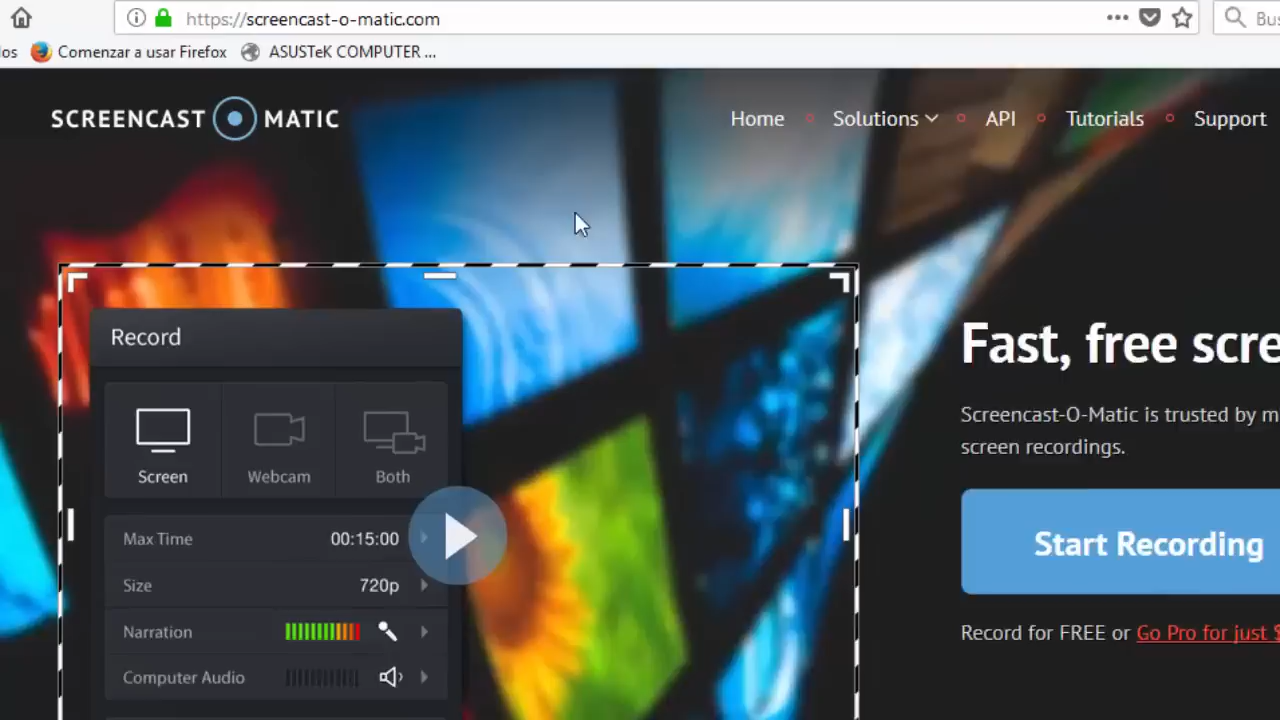 https://screencast-o-matic.com
Bus
los Comenzar a usar Firefox ASUSTeK COMPUTER ...
SCREENCAST O MATIC
Home Solutions API Tutorials Support
Record
Screen Webcam Both
Max Time 00:15:00
Size 720p
Narration
Computer Audio
Fast, free scre
Screencast-O-Matic is trusted by m
screen recordings.
Start Recording
Record for FREE or Go Pro for just $